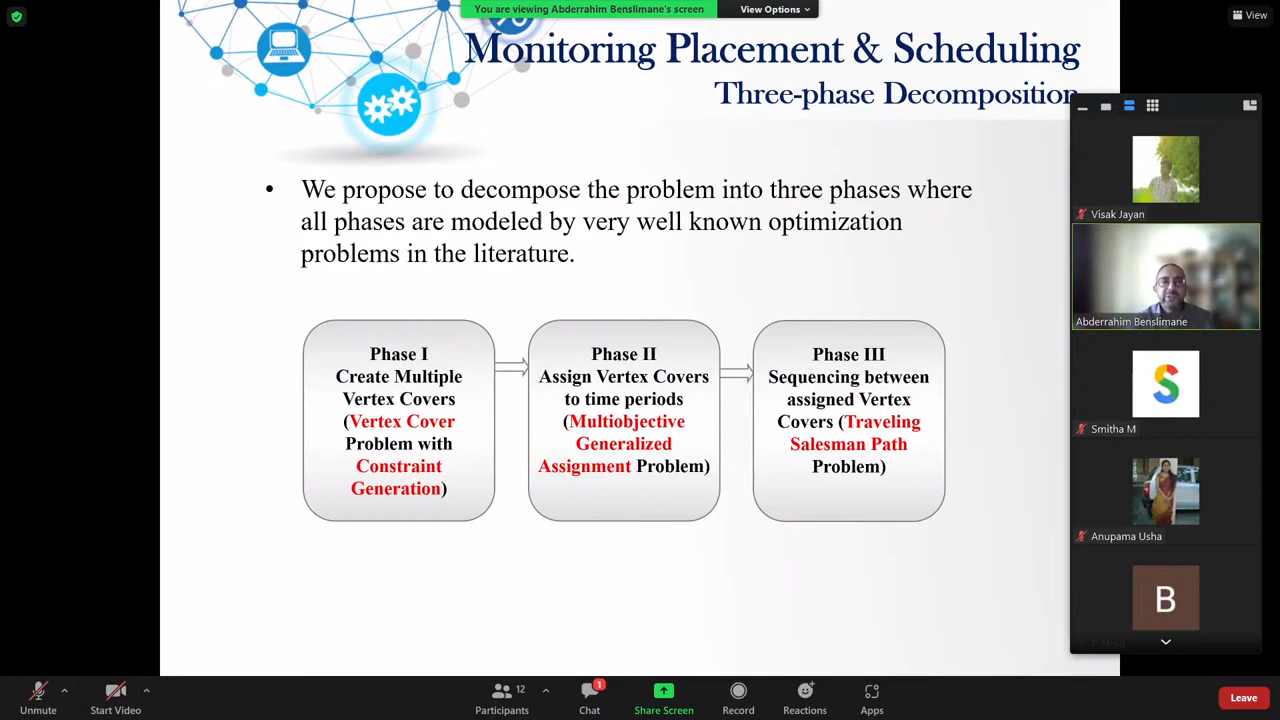 You are viewing Abderrahim Benslimane's screen
View Options
View
Monitoring Placement & Scheduling
Three-phase Decomposition
• We propose to decompose the problem into three phases where
all phases are modeled by very well known optimization
problems in the literature.
Phase I
Create Multiple
Vertex Covers
(Vertex Cover
Problem with
Constraint
Generation)
Phase II
Assign Vertex Covers
to time periods
(Multiobjective
Generalized
Assignment Problem)
Phase III
Sequencing between
assigned Vertex
Covers (Traveling
Salesman Path
Problem)
Visak Jayan
Abderrahim Benslimane
S
Smitha M
Anupama Usha
B
Unmute
Start Video
12
Participants
1
Chat
Share Screen
Record
Reactions
Apps
Leave